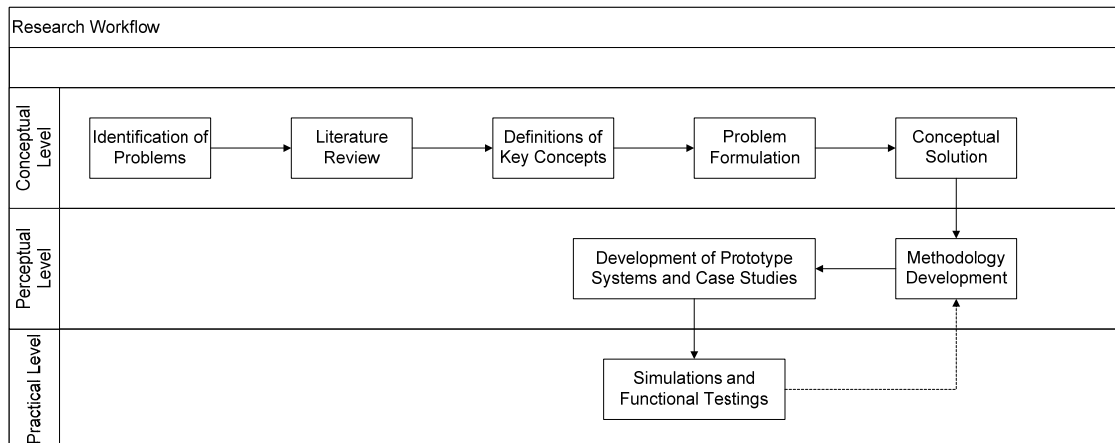 Research Workflow
Conceptual
Level
Identification of
Problems
Literature
Review
Definitions of
Key Concepts
Problem
Formulation
Conceptual
Solution
Perceptual
Level
Development of Prototype
Systems and Case Studies
Methodology
Development
Practical Level
Simulations and
Functional Testings